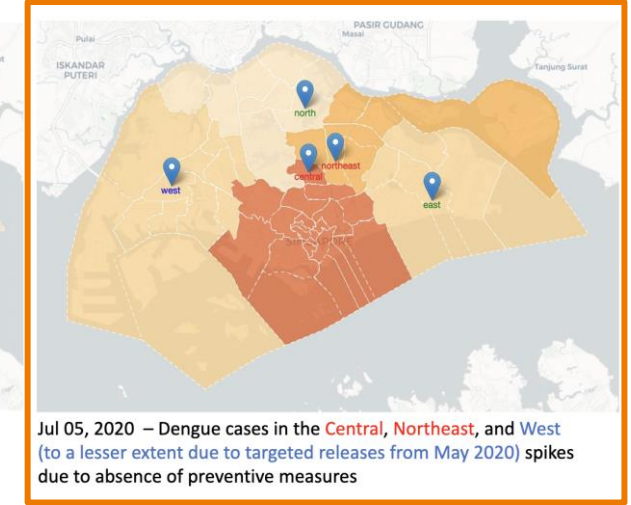 PASIR GUDANG
Masai
Pulai
ISKANDAR
PUTERI
Tanjung Surat
north
northeast
central
west
east
SINGAPORE
Jul 05, 2020 – Dengue cases in the Central, Northeast, and West
(to a lesser extent due to targeted releases from May 2020) spikes
due to absence of preventive measures